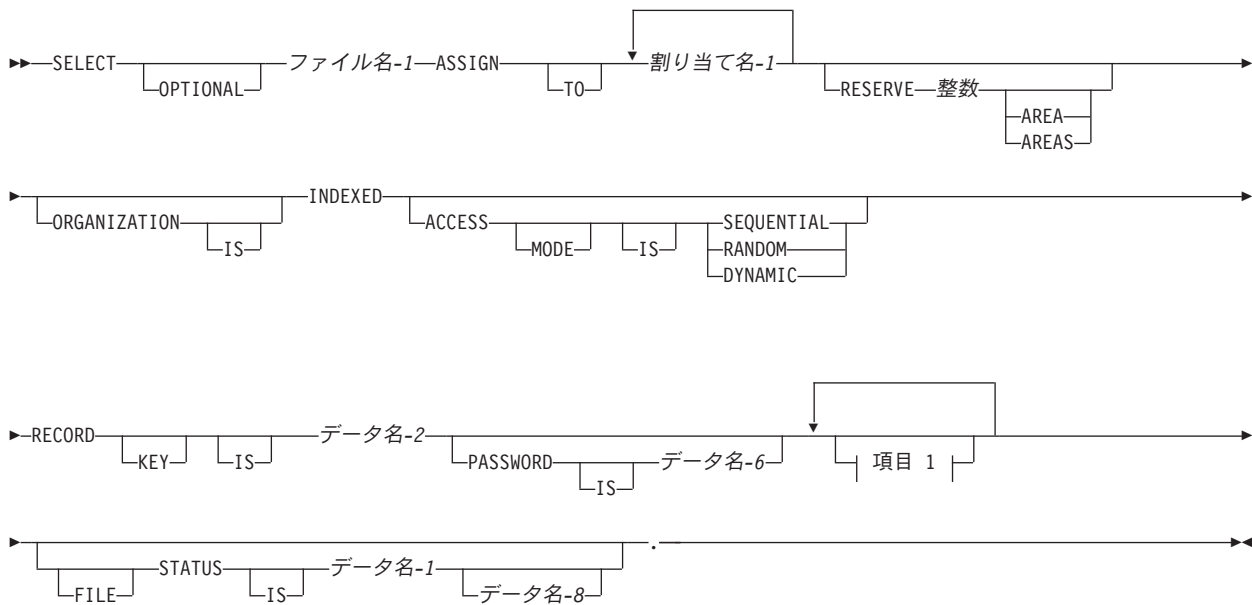 SELECT OPTIONAL ファイル名-1 ASSIGN TO 割り当て名-1 RESERVE 整数 AREA AREAS
ORGANIZATION IS INDEXED ACCESS MODE IS SEQUENTIAL RANDOM DYNAMIC
RECORD KEY IS データ名-2 PASSWORD IS データ名-6 項目 1
FILE STATUS IS データ名-1 データ名-8 .